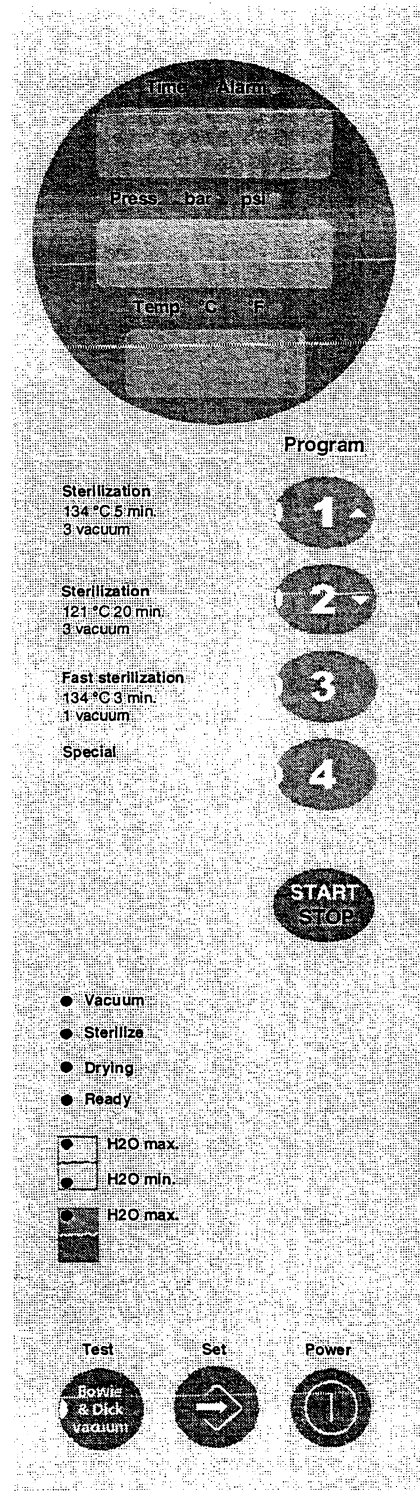 Time Alarm
Press. bar psi
Temp. °C °F
Program
Sterilization
134 °C 5 min.
3 vacuum
1
Sterilization
121 °C 20 min.
3 vacuum
2
Fast sterilization
134 °C 3 min.
1 vacuum
3
Special
4
START
STOP
Vacuum
Sterilize
Drying
Ready
H2O max.
H2O min.
H2O max.
Test Set Power
Bowie
& Dick
vacuum